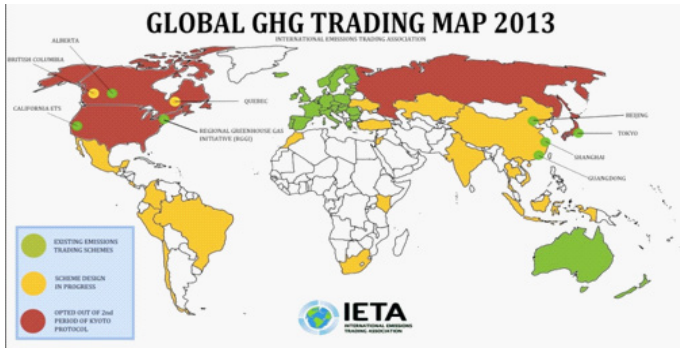 GLOBAL GHG TRADING MAP 2013
INTERNATIONAL EMISSIONS TRADING ASSOCIATION
ALBERTA
BRITISH COLUMBIA
CALIFORNIA ETS
QUEBEC
REGIONAL GREENHOUSE GAS
INITIATIVE (RGGI)
BEIJING
TOKYO
SHANGHAI
GUANGDONG
EXISTING EMISSIONS
TRADING SCHEMES
SCHEME DESIGN
IN PROGRESS
OPTED OUT OF 2nd
PERIOD OF KYOTO
PROTOCOL
IETA
INTERNATIONAL EMISSIONS
TRADING ASSOCIATION